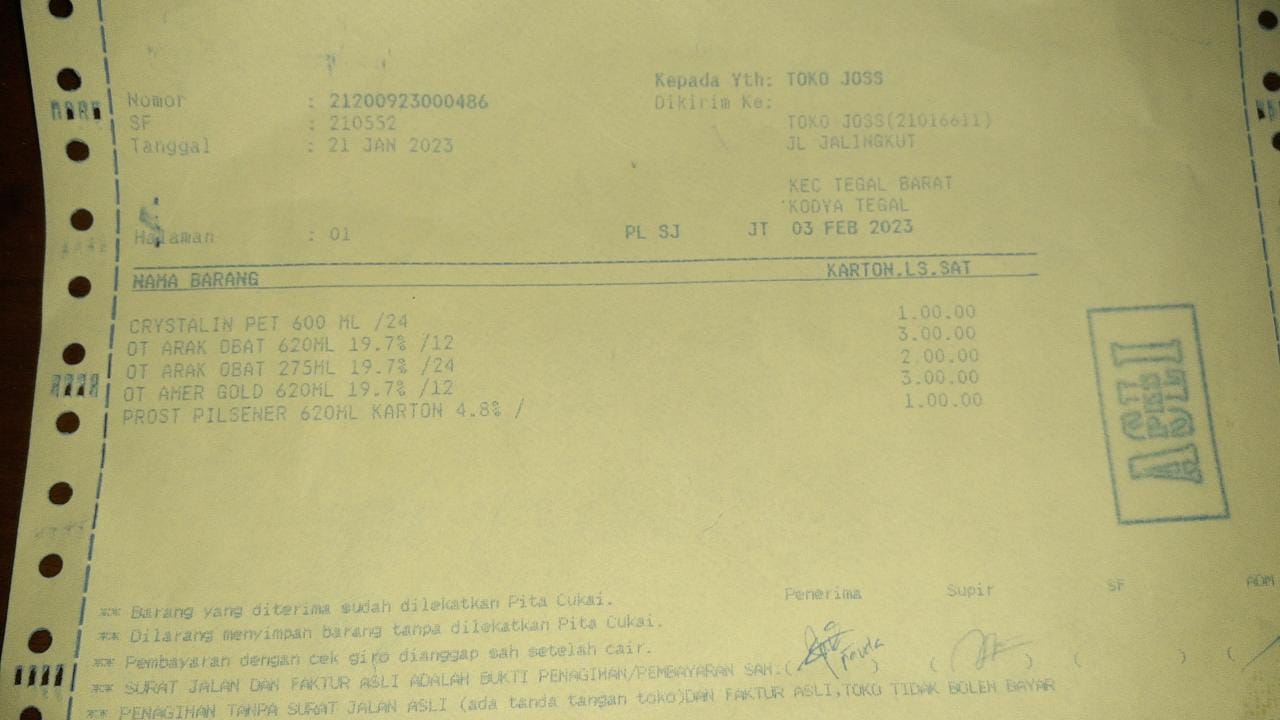 Nomor : 21200923000486
SF : 210552
Tanggal : 21 JAN 2023
Halaman : 01
Kepada Yth: TOKO JOSS
Dikirim Ke:
TOKO JOSS(21016611)
JL JALINGKUT
KEC TEGAL BARAT
KODYA TEGAL
PL SJ JT 03 FEB 2023
NAMA BARANG KARTON.LS.SAT
CRYSTALIN PET 600 ML /24 1.00.00
OT ARAK OBAT 620ML 19.7% /12 3.00.00
OT ARAK OBAT 275ML 19.7% /24 2.00.00
OT AMER GOLD 620ML 19.7% /12 3.00.00
PROST PILSENER 620ML KARTON 4.8% / 1.00.00
ASLI
Penerima Supir SF ADM
** Barang yang diterima sudah dilekatkan Pita Cukai.
** Dilarang menyimpan barang tanpa dilekatkan Pita Cukai.
** Pembayaran dengan cek giro dianggap sah setelah cair.
** SURAT JALAN DAN FAKTUR ASLI ADALAH BUKTI PENAGIHAN/PEMBAYARAN SAH.( ) ( ) ( ) (
** PENAGIHAN TANPA SURAT JALAN ASLI (ada tanda tangan toko)DAN FAKTUR ASLI,TOKO TIDAK BOLEH BAYAR